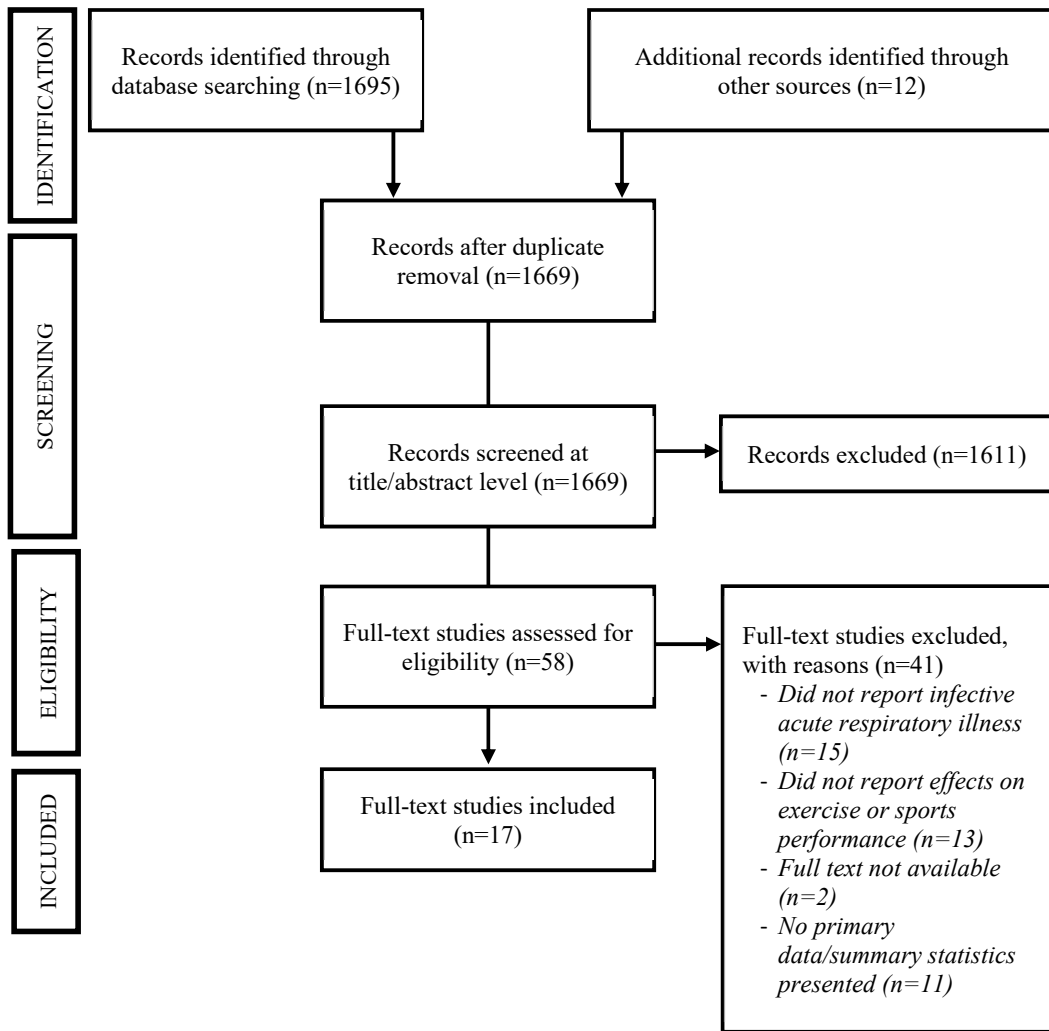 IDENTIFICATION
Records identified through
database searching (n=1695)
Additional records identified through
other sources (n=12)
SCREENING
Records after duplicate
removal (n=1669)
Records screened at
title/abstract level (n=1669)
Records excluded (n=1611)
ELIGIBILITY
Full-text studies assessed for
eligibility (n=58)
Full-text studies excluded,
with reasons (n=41)
- Did not report infective
acute respiratory illness
(n=15)
- Did not report effects on
exercise or sports
performance (n=13)
- Full text not available
(n=2)
- No primary
data/summary statistics
presented (n=11)
INCLUDED
Full-text studies included
(n=17)